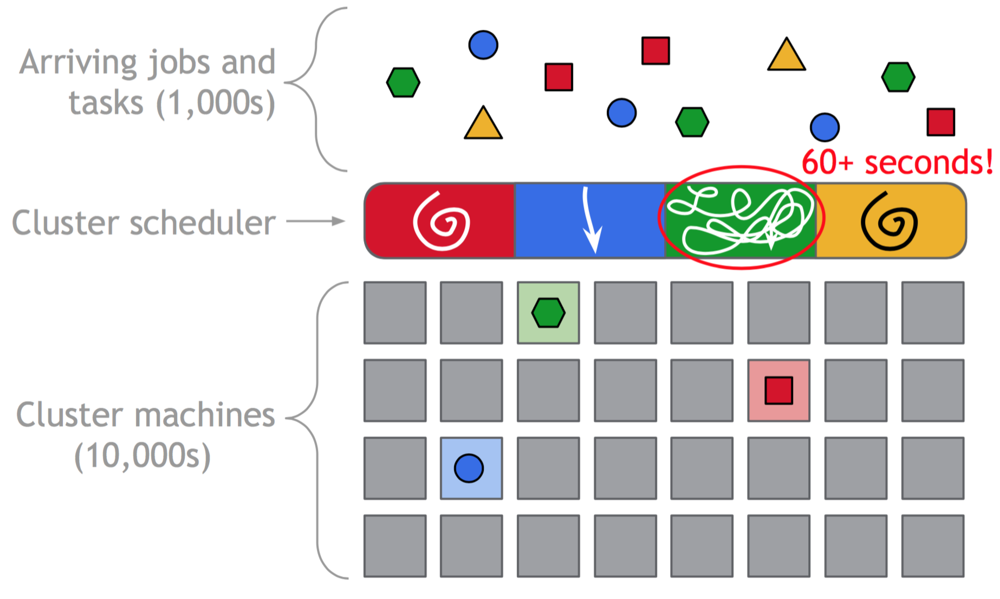 Arriving jobs and
tasks (1,000s)
60+ seconds!
Cluster scheduler
Cluster machines
(10,000s)